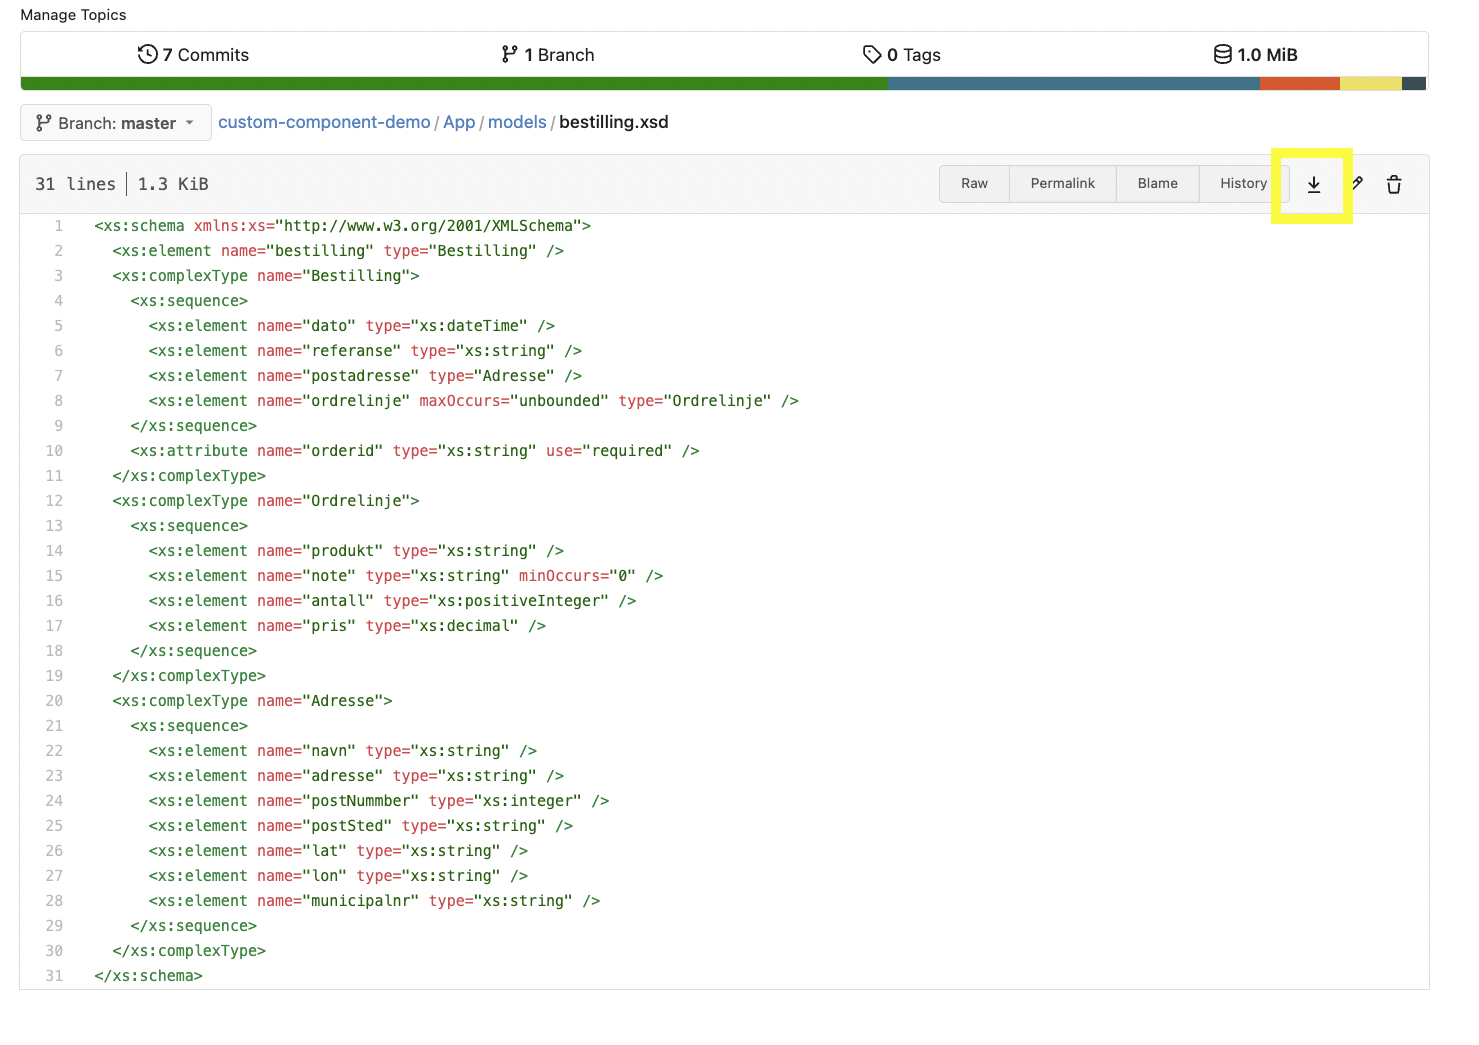 Manage Topics
7 Commits 1 Branch 0 Tags 1.0 MiB
Branch: master custom-component-demo / App / models / bestilling.xsd
31 lines 1.3 KiB Raw Permalink Blame History
1 <xs:schema xmlns:xs="http://www.w3.org/2001/XMLSchema">
2 <xs:element name="bestilling" type="Bestilling" />
3 <xs:complexType name="Bestilling">
4 <xs:sequence>
5 <xs:element name="dato" type="xs:dateTime" />
6 <xs:element name="referanse" type="xs:string" />
7 <xs:element name="postadresse" type="Adresse" />
8 <xs:element name="ordrelinje" maxOccurs="unbounded" type="Ordrelinje" />
9 </xs:sequence>
10 <xs:attribute name="orderid" type="xs:string" use="required" />
11 </xs:complexType>
12 <xs:complexType name="Ordrelinje">
13 <xs:sequence>
14 <xs:element name="produkt" type="xs:string" />
15 <xs:element name="note" type="xs:string" minOccurs="0" />
16 <xs:element name="antall" type="xs:positiveInteger" />
17 <xs:element name="pris" type="xs:decimal" />
18 </xs:sequence>
19 </xs:complexType>
20 <xs:complexType name="Adresse">
21 <xs:sequence>
22 <xs:element name="navn" type="xs:string" />
23 <xs:element name="adresse" type="xs:string" />
24 <xs:element name="postNummber" type="xs:integer" />
25 <xs:element name="postSted" type="xs:string" />
26 <xs:element name="lat" type="xs:string" />
27 <xs:element name="lon" type="xs:string" />
28 <xs:element name="municipalnr" type="xs:string" />
29 </xs:sequence>
30 </xs:complexType>
31 </xs:schema>